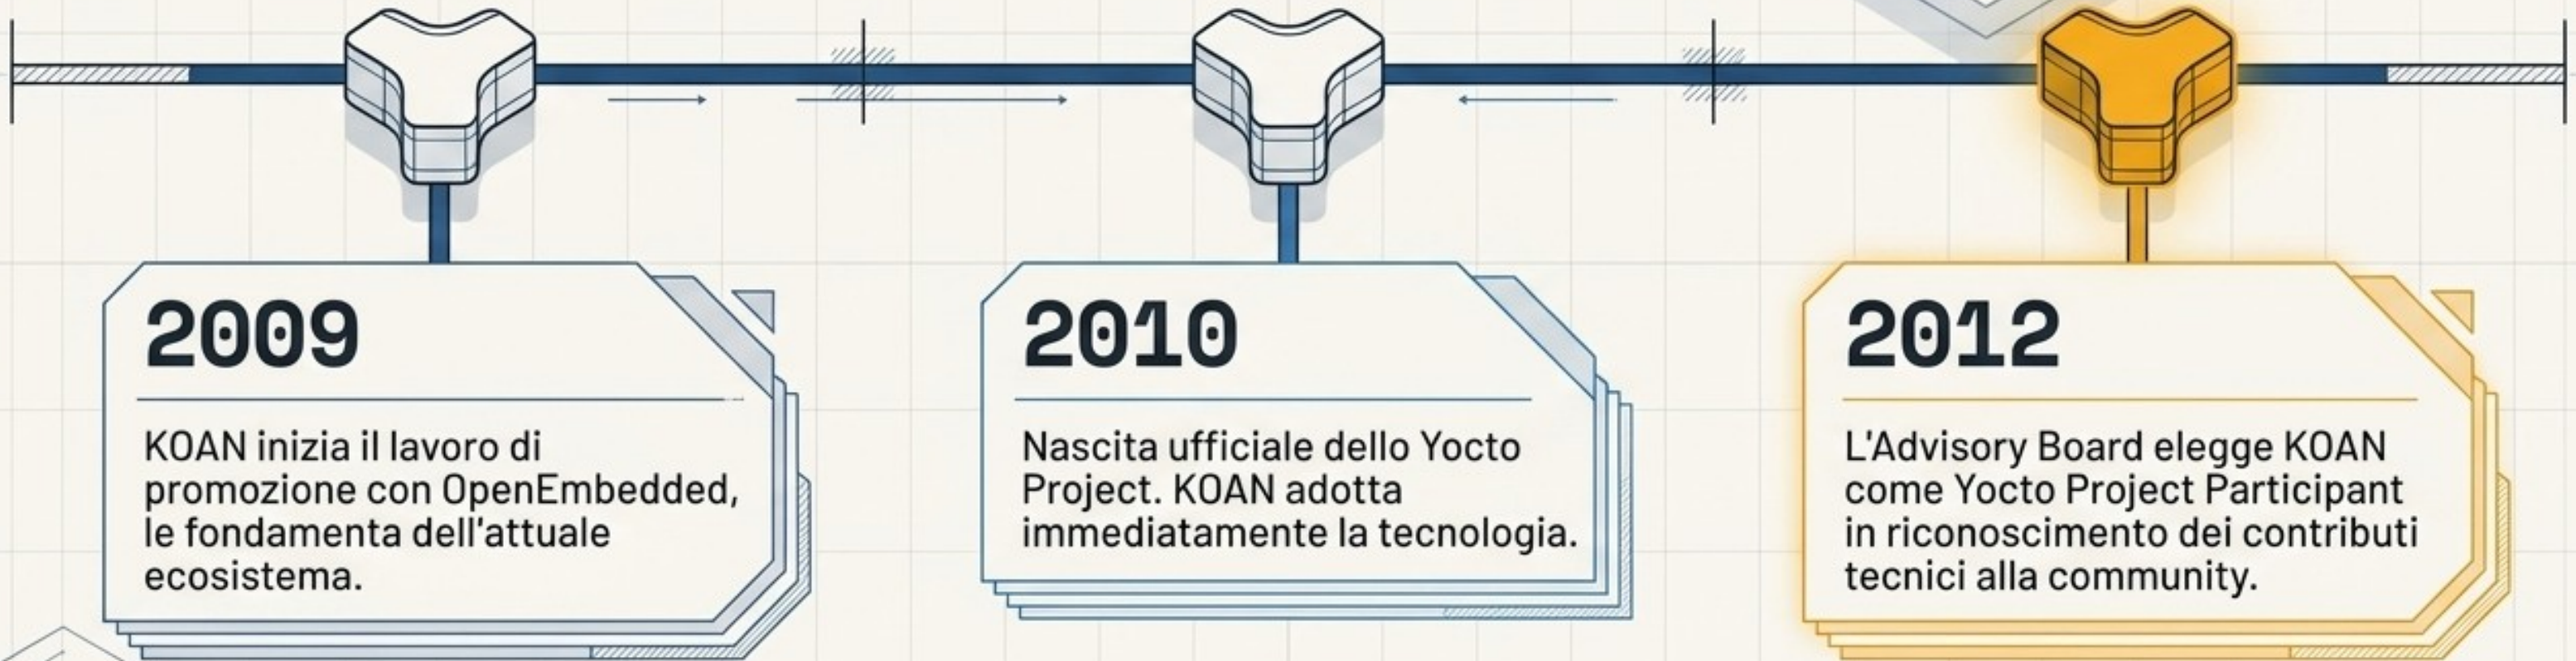 2009
KOAN inizia il lavoro di
promozione con OpenEmbedded,
le fondamenta dell'attuale
ecosistema.
2010
Nascita ufficiale dello Yocto
Project. KOAN adotta
immediatamente la tecnologia.
2012
L'Advisory Board elegge KOAN
come Yocto Project Participant
in riconoscimento dei contributi
tecnici alla community.